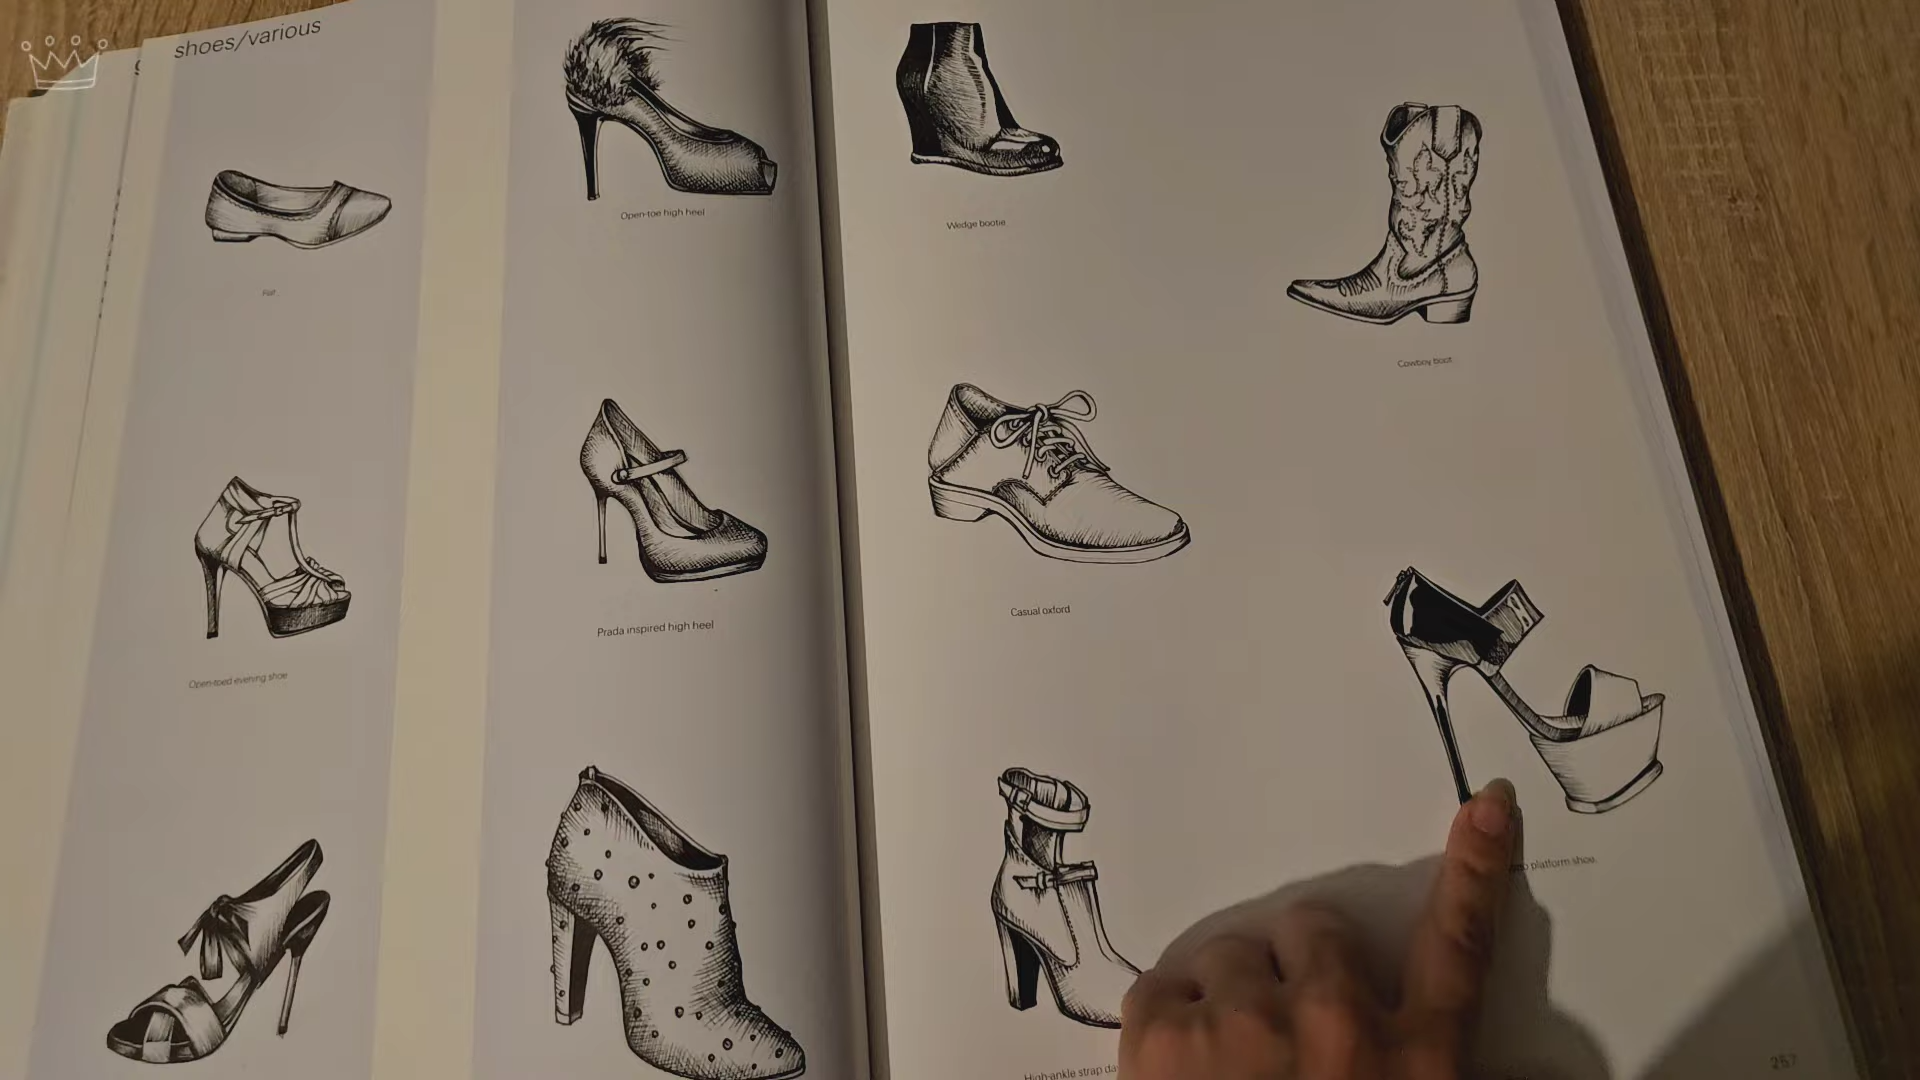 shoes/various
Flat
Open-toe high heel
Open-toed evening shoe
Prada inspired high heel
Wedge bootie
Cowboy boot
Casual oxford
platform shoe
High-ankle strap
257